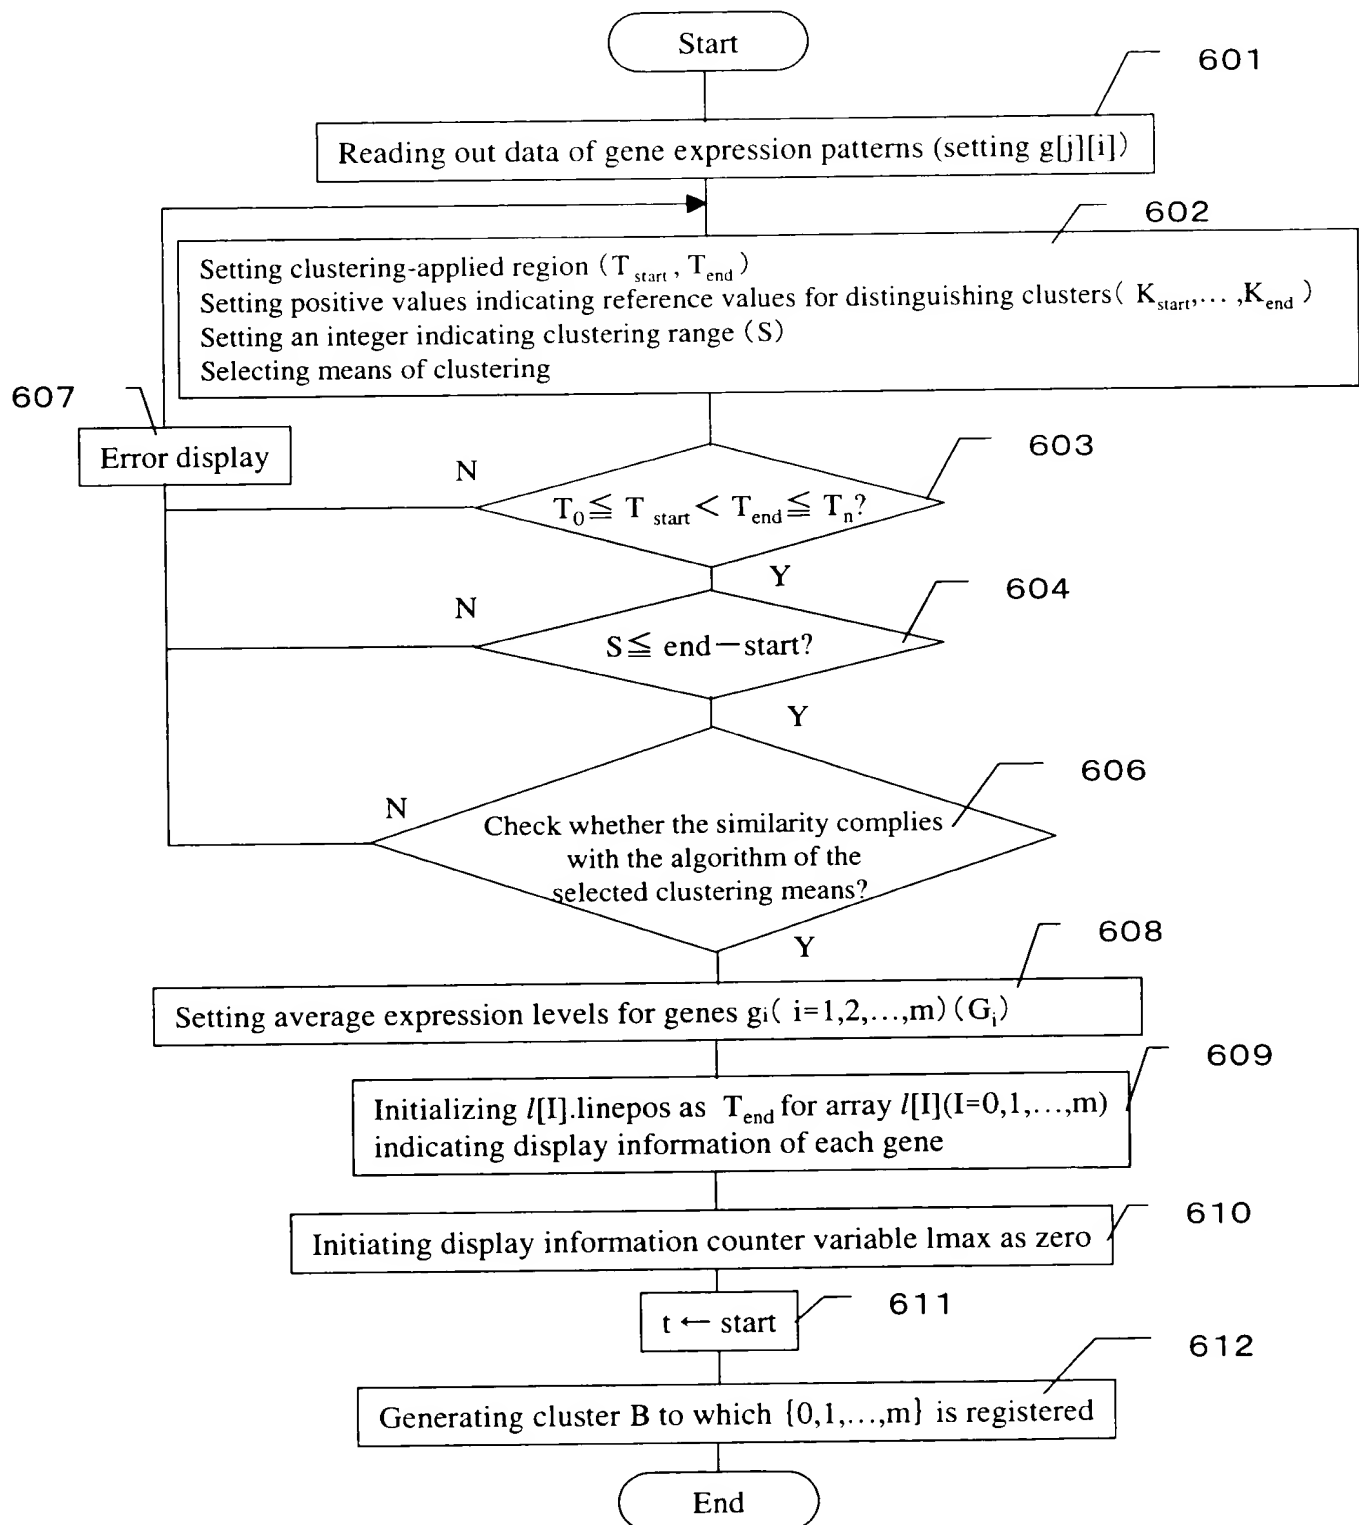 Start
601
Reading out data of gene expression patterns (setting g[j][i])
602
Setting clustering-applied region (T start, T end)
Setting positive values indicating reference values for distinguishing clusters( K start,... ,K end )
Setting an integer indicating clustering range (S)
Selecting means of clustering
607
Error display
603
N
T0 ≦ T start < T end ≦ Tn?
Y
604
N
S≦ end－start?
Y
606
N
Check whether the similarity complies
with the algorithm of the
selected clustering means?
Y
608
Setting average expression levels for genes gi( i=1,2,...,m) (Gi)
609
Initializing l[I].linepos as T end for array l[I](I=0,1,...,m)
indicating display information of each gene
610
Initiating display information counter variable lmax as zero
611
t ← start
612
Generating cluster B to which {0,1,...,m} is registered
End